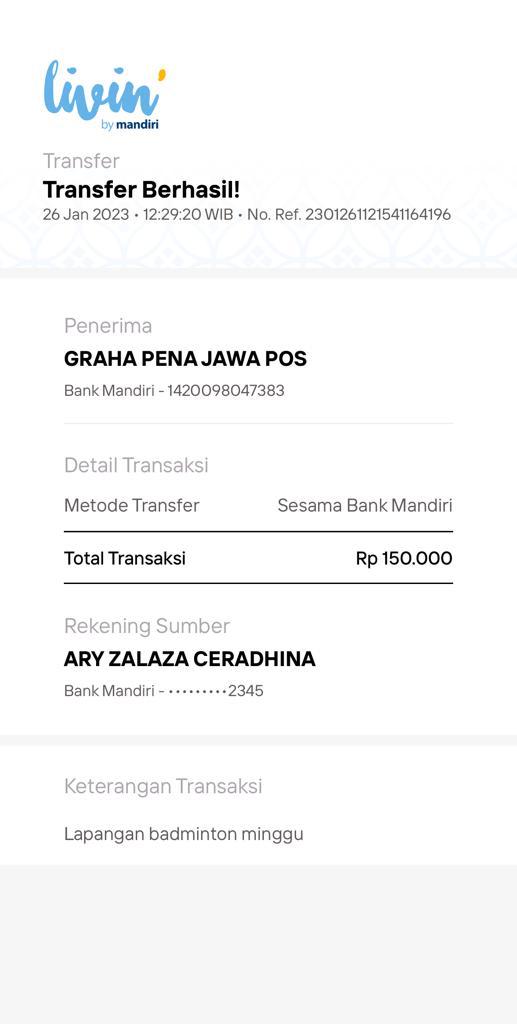 livin'
by mandiri
Transfer
Transfer Berhasil!
26 Jan 2023 • 12:29:20 WIB • No. Ref. 2301261121541164196
Penerima
GRAHA PENA JAWA POS
Bank Mandiri - 1420098047383
Detail Transaksi
Metode Transfer Sesama Bank Mandiri
Total Transaksi Rp 150.000
Rekening Sumber
ARY ZALAZA CERADHINA
Bank Mandiri - •••••••••2345
Keterangan Transaksi
Lapangan badminton minggu